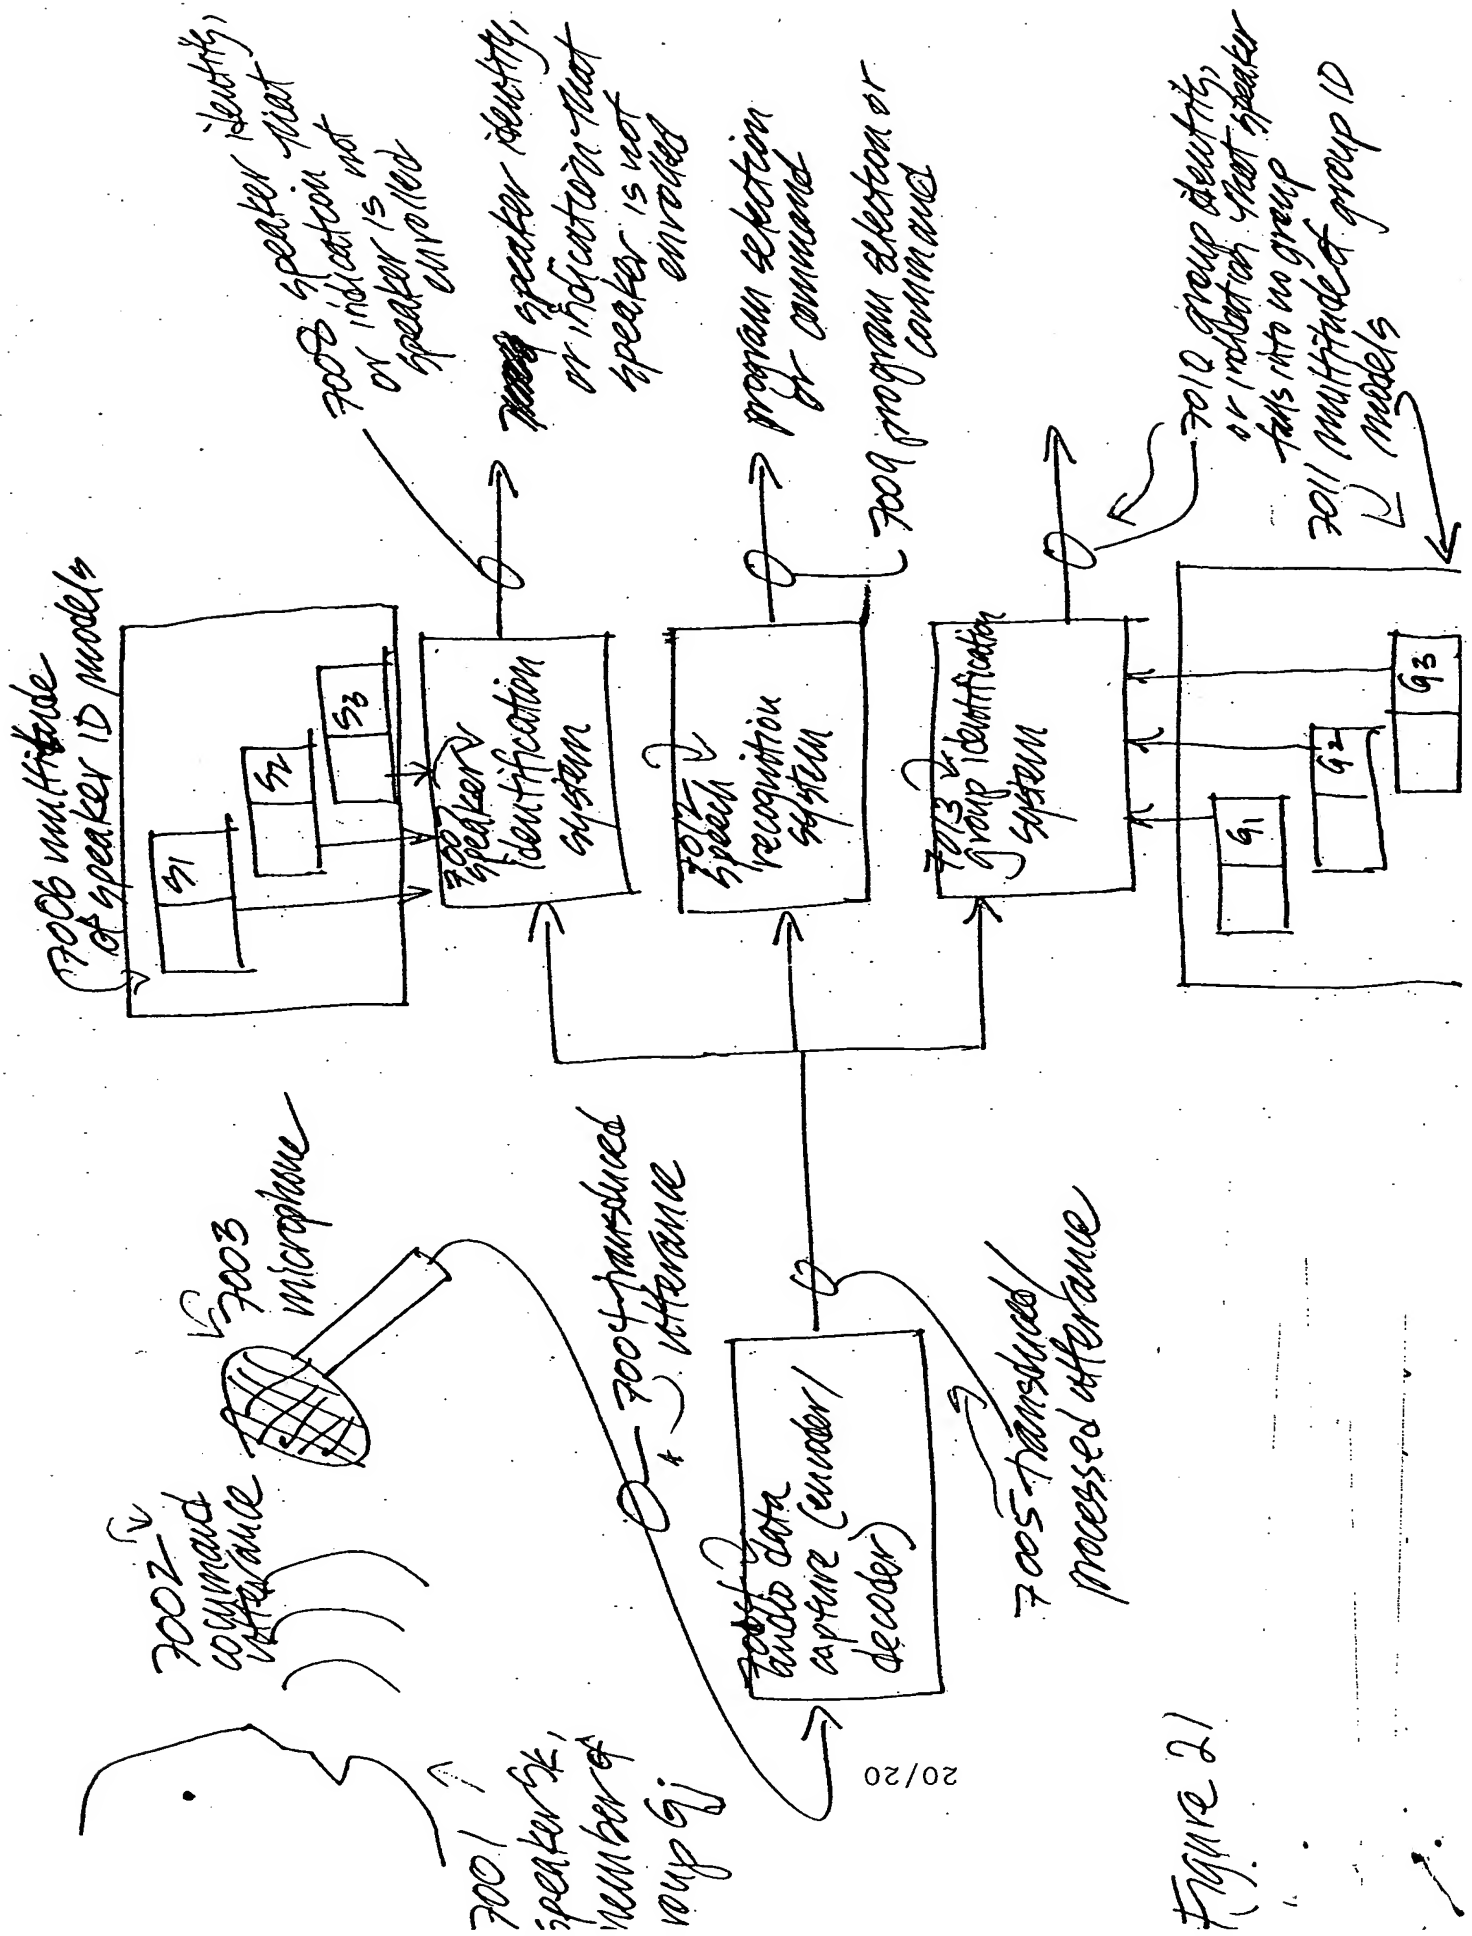 7001
speaker Sk,
member of
roup Gj
7002
command
utterance
7003
microphone
7004 transduced
utterance
audio data
capture (encoder/
decoder)
7005 transduced/
processed utterance
7006 multitude
of speaker ID models
S1
S2
S3
speaker
identification
system
7012
speech
recognition
system
7013
group identification
system
G1
G2
G3
7008 speaker identity,
or indication that
speaker is not
enrolled
speaker identity,
or indication that
speaker is not
enrolled
program selection
or command
7009 program selection or
command
7010 group identity,
or indication that speaker
falls into no group
7011 multitude of group ID
models
Figure 21
20/20